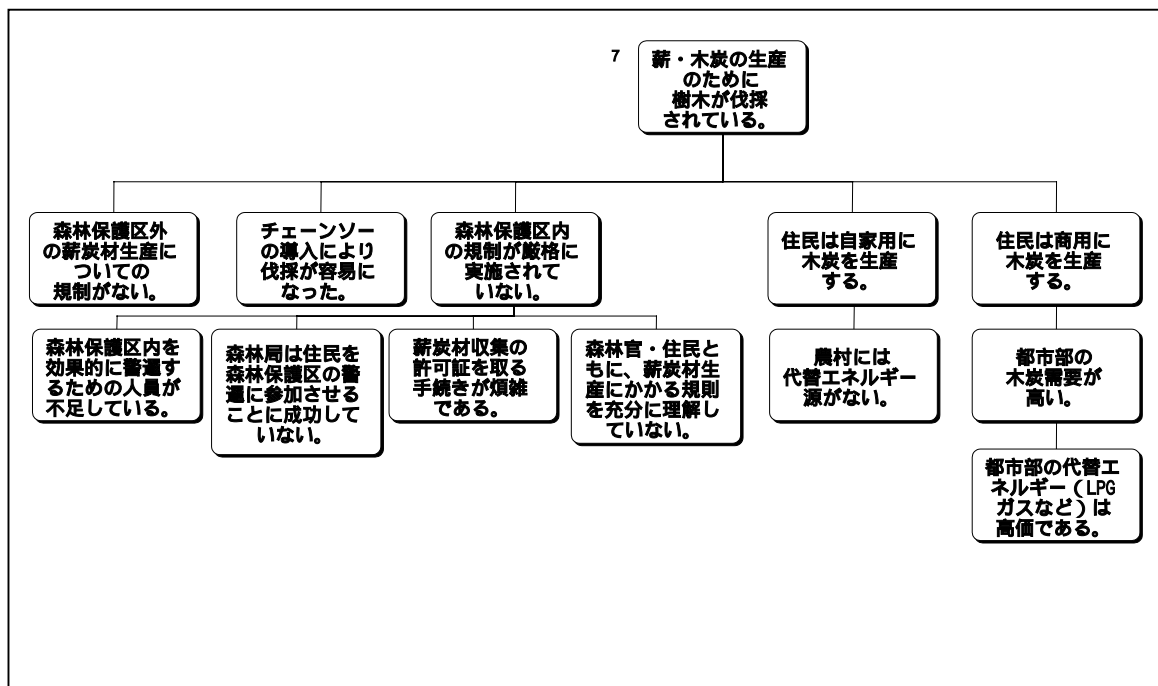 7
薪・木炭の生産
のために
樹木が伐採
されている。
森林保護区外
の薪炭材生産に
ついての
規制がない。
チェーンソー
の導入により
伐採が容易に
なった。
森林保護区内
の規制が厳格に
実施されて
いない。
住民は自家用に
木炭を生産
する。
住民は商用に
木炭を生産
する。
森林保護区内を
効果的に警邏す
るための人員が
不足している。
森林局は住民を
森林保護区の警
邏に参加させる
ことに成功して
いない。
薪炭材収集の
許可証を取る
手続きが煩雑
である。
森林官・住民と
もに、薪炭材生
産にかかる規則
を充分に理解し
ていない。
農村には
代替エネルギー
源がない。
都市部の
木炭需要が
高い。
都市部の代替エ
ネルギー（LPG
ガスなど）は
高価である。